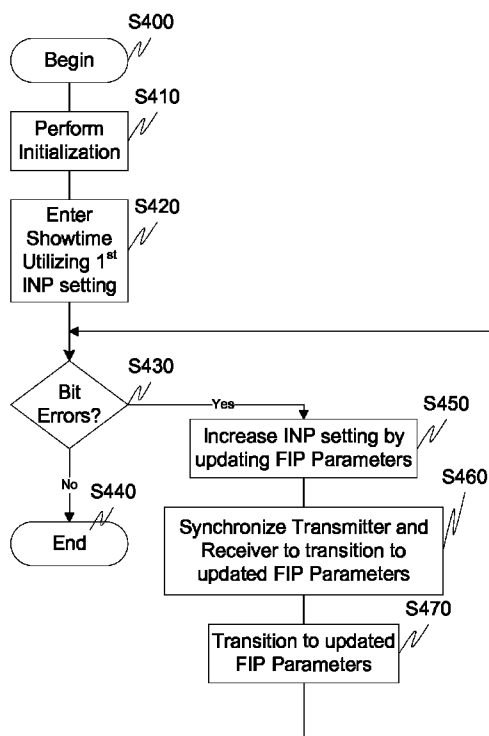 S400
Begin
S410
Perform
Initialization
S420
Enter
Showtime
Utilizing 1st
INP setting
S430
Bit
Errors?
Yes
No
S440
End
S450
Increase INP setting by
updating FIP Parameters
S460
Synchronize Transmitter and
Receiver to transition to
updated FIP Parameters
S470
Transition to updated
FIP Parameters